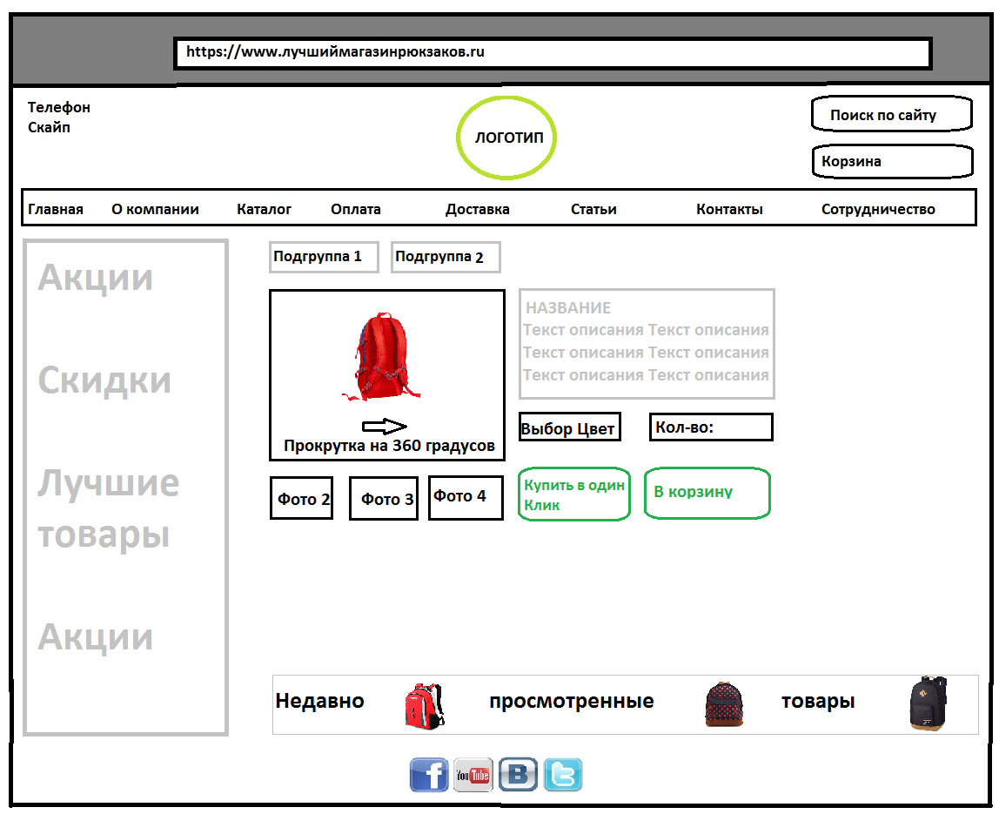 https://www.лучшиймагазинрюкзаков.ru
Телефон
Скайп
ЛОГОТИП
Поиск по сайту
Корзина
Главная О компании Каталог Оплата Доставка Статьи Контакты Сотрудничество
Акции
Скидки
Лучшие
товары
Акции
Подгруппа 1 Подгруппа 2
Прокрутка на 360 градусов
Фото 2 Фото 3 Фото 4
НАЗВАНИЕ
Текст описания Текст описания
Текст описания Текст описания
Текст описания Текст описания
Выбор Цвет Кол-во:
Купить в один
Клик
В корзину
Недавно просмотренные товары
f You Tube B t